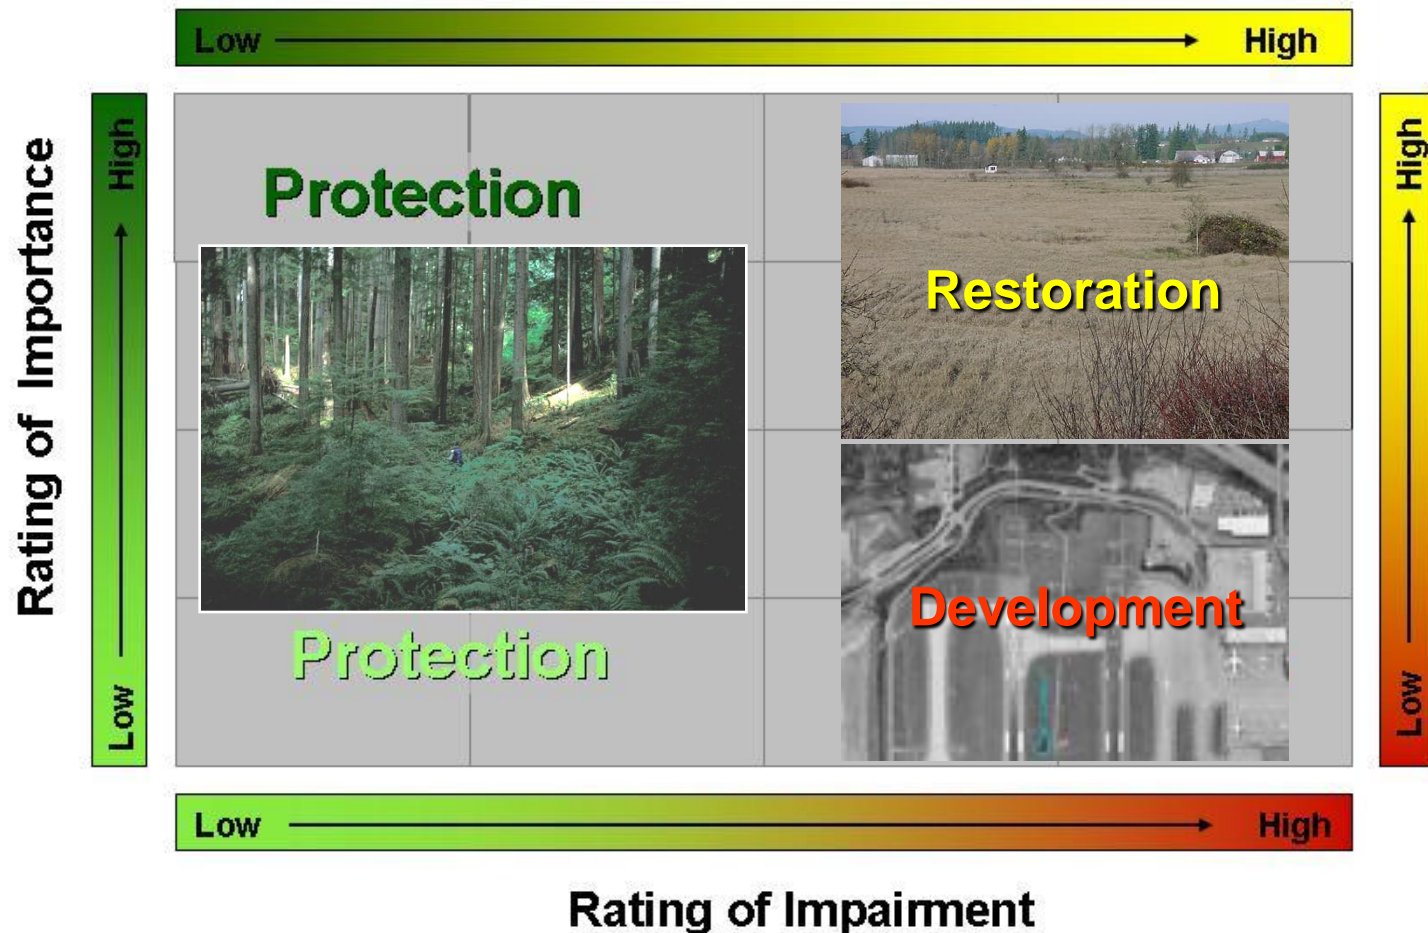 Low High
High
High
Rating of Importance
Protection
Restoration
Development
Protection
Low
Low
Low High
Rating of Impairment